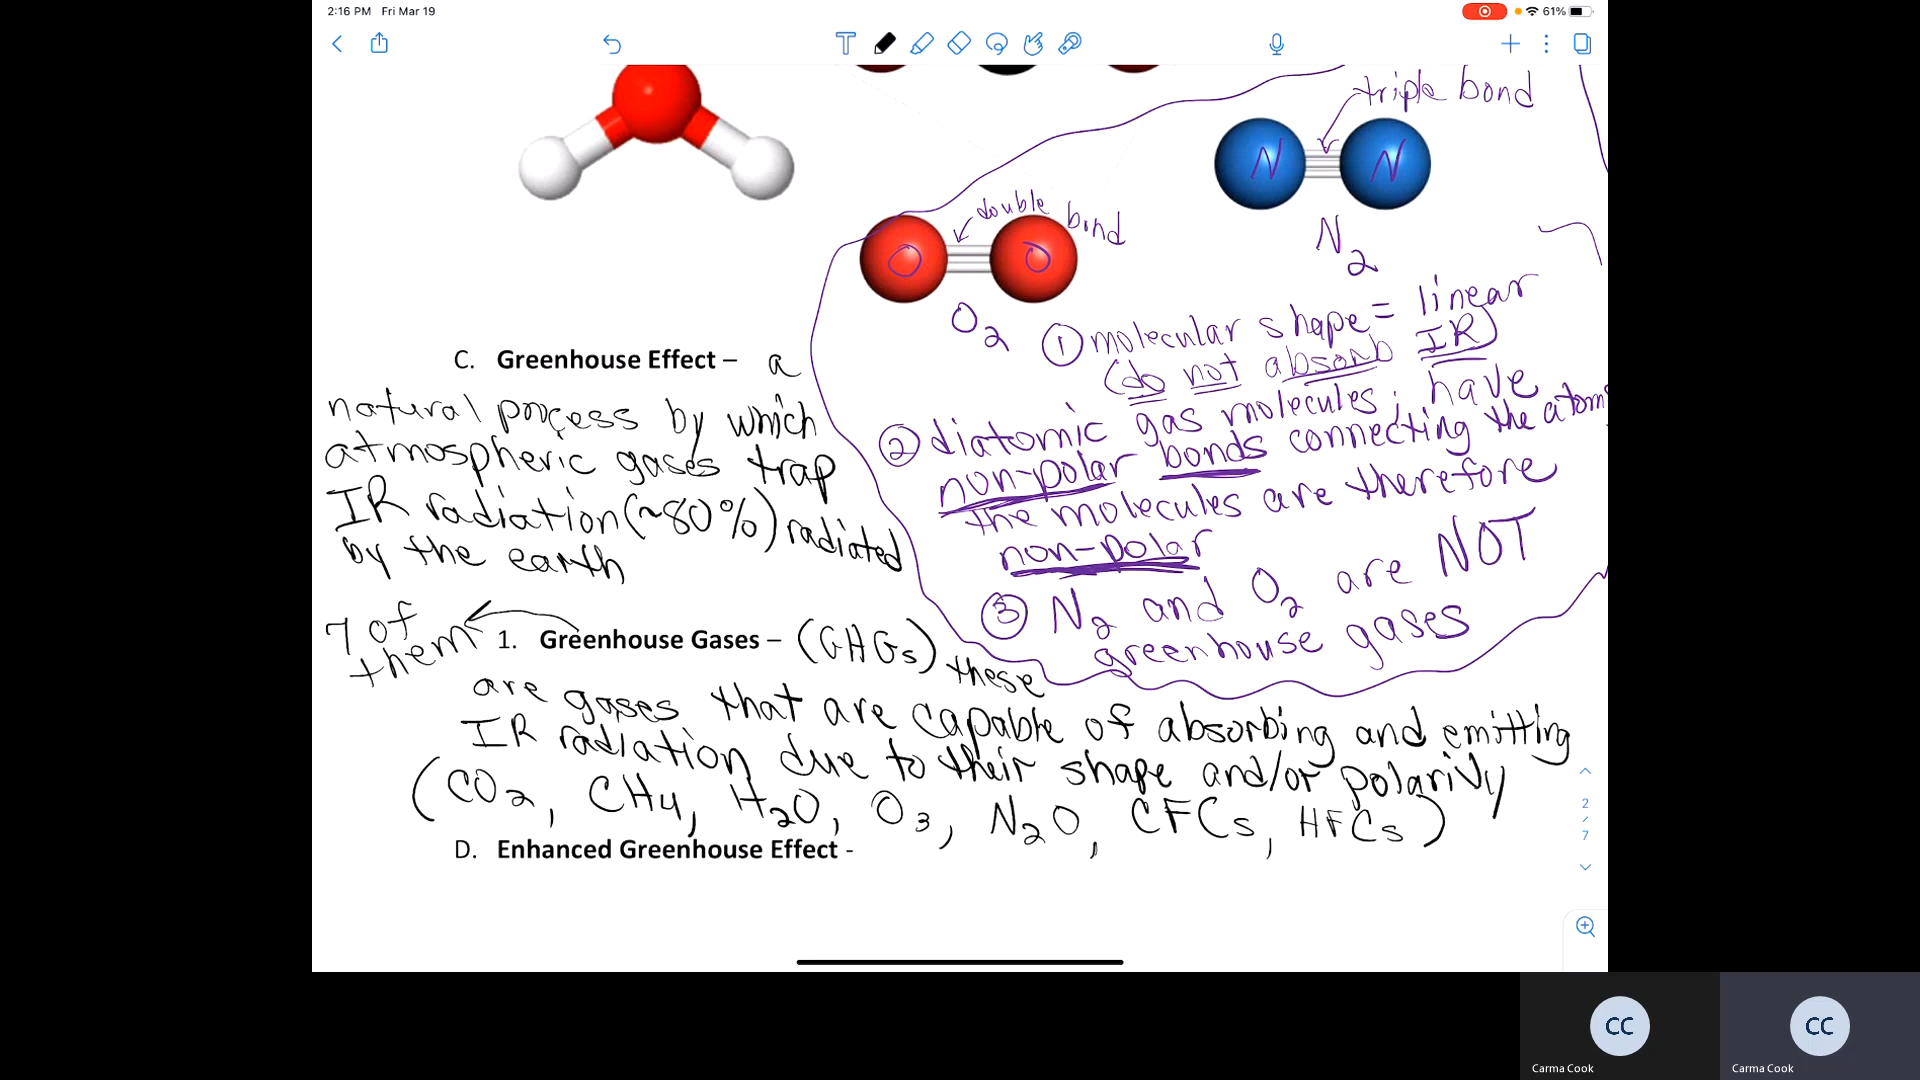 2:16 PM Fri Mar 19
61%
triple bond
N N
double bond
O O
N2
O2
① molecular shape = linear
(do not absorb IR)
C. Greenhouse Effect – a
natural process by which
atmospheric gases trap
IR radiation (~80%) radiated
by the earth
② diatomic gas molecules; have
non-polar bonds connecting the atoms
the molecules are therefore
non-polar
③ N2 and O2 are NOT
greenhouse gases
7 of
them
1. Greenhouse Gases – (GHGs) these
are gases that are capable of absorbing and emitting
IR radiation due to their shape and/or polarity
(CO2, CH4, H2O, O3, N2O, CFCs, HFCs)
D. Enhanced Greenhouse Effect -
2
/
7
CC
CC
Carma Cook
Carma Cook